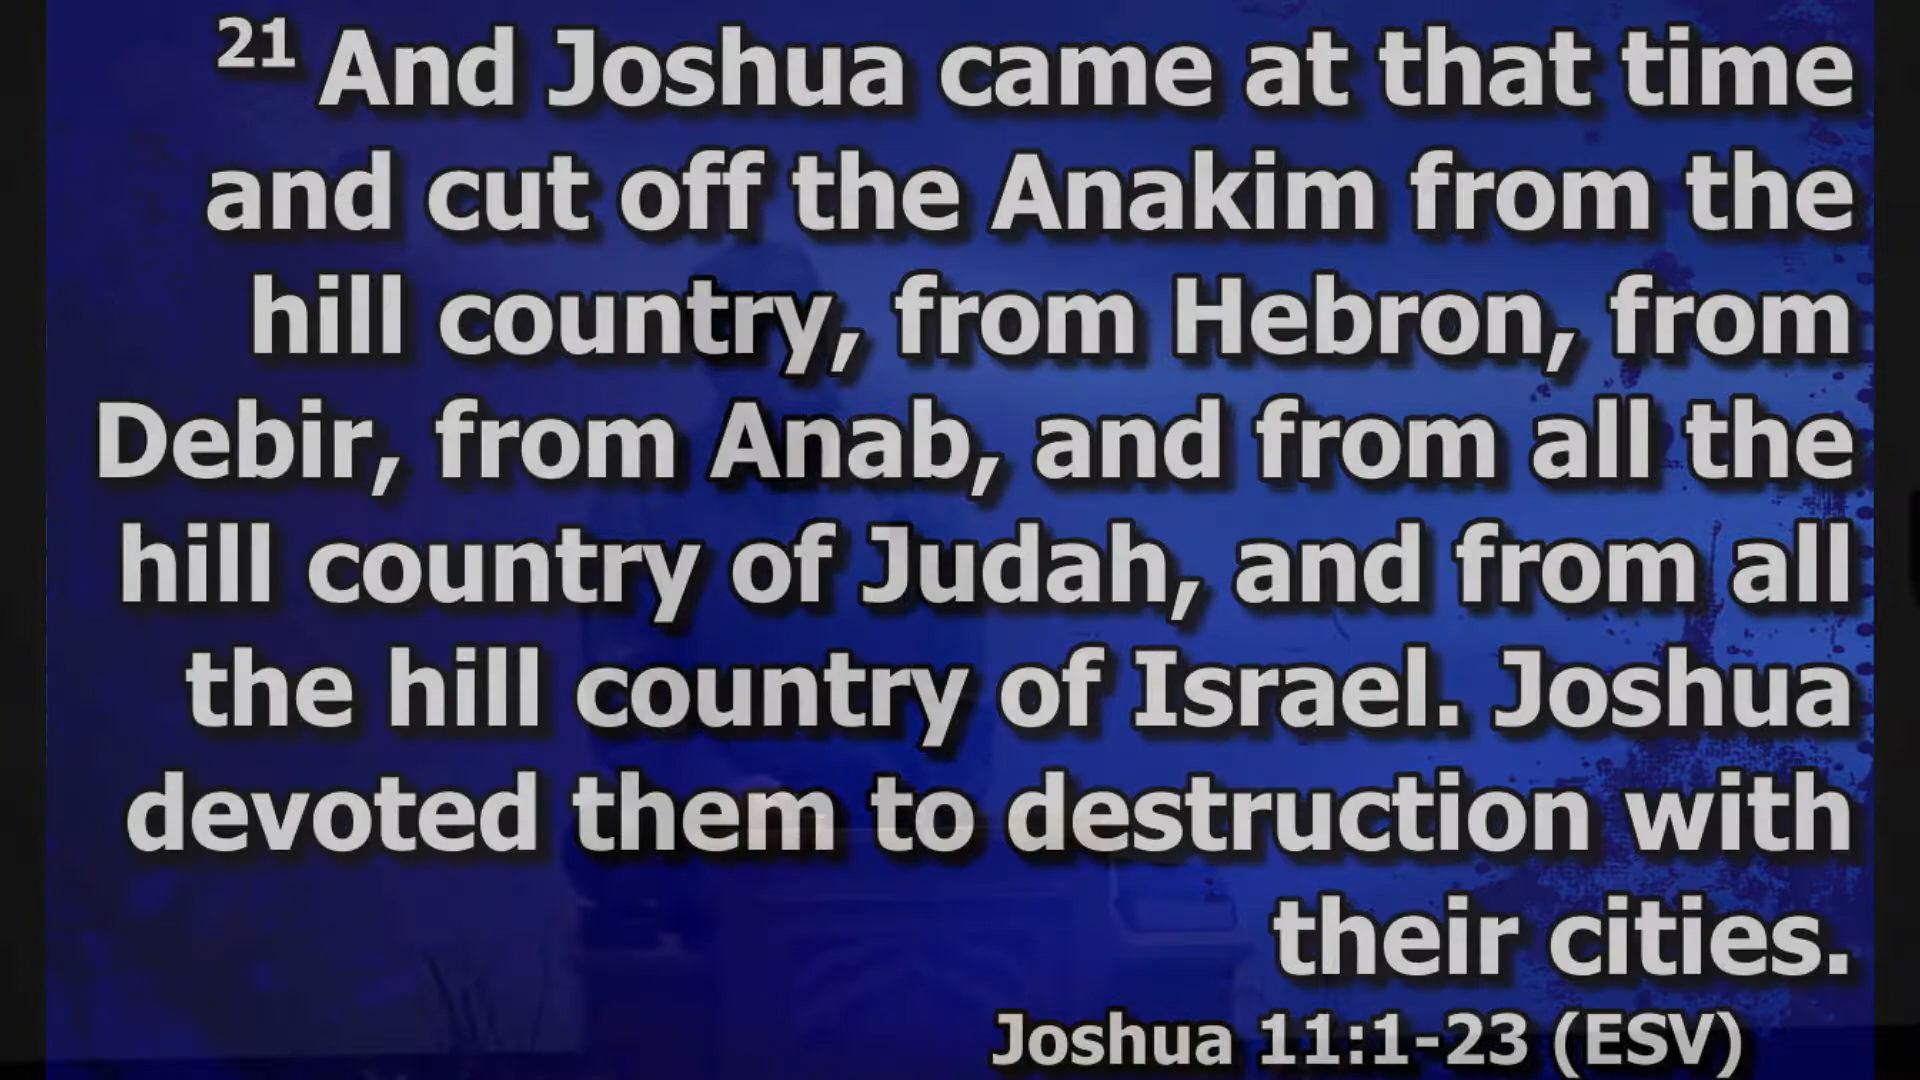 21 And Joshua came at that time
and cut off the Anakim from the
hill country, from Hebron, from
Debir, from Anab, and from all the
hill country of Judah, and from all
the hill country of Israel. Joshua
devoted them to destruction with
their cities.
Joshua 11:1-23 (ESV)